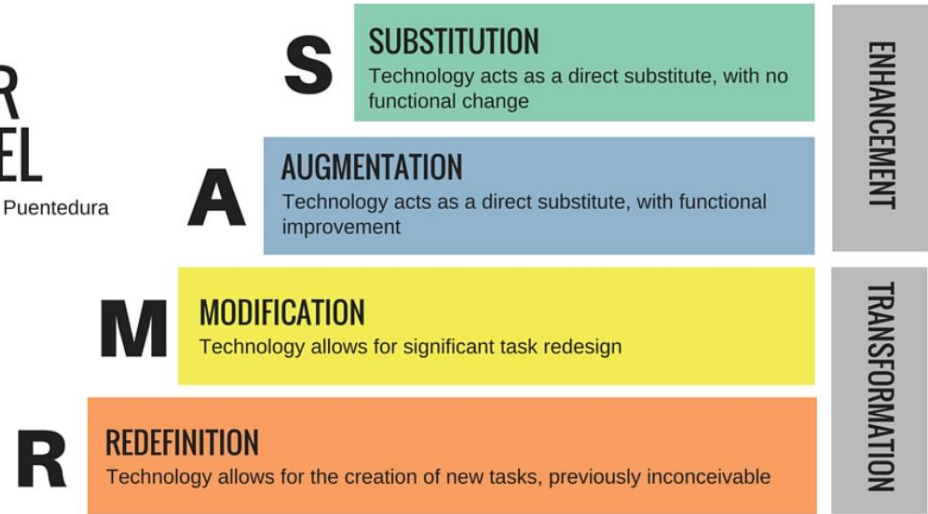 R
EL
Puentedura
S
SUBSTITUTION
Technology acts as a direct substitute, with no
functional change
A
AUGMENTATION
Technology acts as a direct substitute, with functional
improvement
M
MODIFICATION
Technology allows for significant task redesign
R
REDEFINITION
Technology allows for the creation of new tasks, previously inconceivable
ENHANCEMENT
TRANSFORMATION